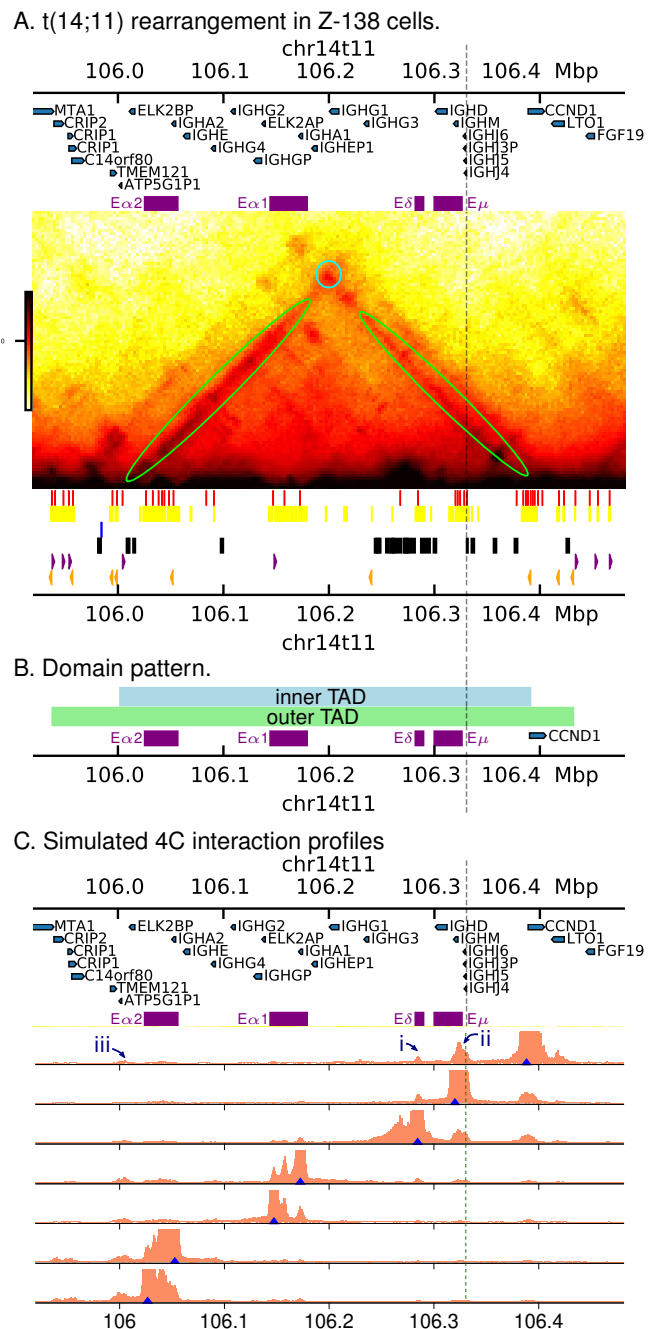 A. t(14;11) rearrangement in Z-138 cells.
chr14t11
106.0 106.1 106.2 106.3 106.4 Mbp
MTA1 ELK2BP IGHG2 IGHG1 IGHD CCND1
CRIP2 IGHA2 ELK2AP IGHG3 IGHM LTO1
CRIP1 IGHE IGHA1 IGHJ6 FGF19
CRIP1 IGHG4 IGHEP1 IGHJ3P
C14orf80 IGHGP IGHJ5
TMEM121 IGHJ4
ATP5G1P1
Eα2 Eα1 Eδ Eμ
0
106.0 106.1 106.2 106.3 106.4 Mbp
chr14t11
B. Domain pattern.
inner TAD
outer TAD
Eα2 Eα1 Eδ Eμ CCND1
106.0 106.1 106.2 106.3 106.4 Mbp
chr14t11
C. Simulated 4C interaction profiles
chr14t11
106.0 106.1 106.2 106.3 106.4 Mbp
MTA1 ELK2BP IGHG2 IGHG1 IGHD CCND1
CRIP2 IGHA2 ELK2AP IGHG3 IGHM LTO1
CRIP1 IGHE IGHA1 IGHJ6 FGF19
CRIP1 IGHG4 IGHEP1 IGHJ3P
C14orf80 IGHGP IGHJ5
TMEM121 IGHJ4
ATP5G1P1
Eα2 Eα1 Eδ Eμ
iii i ii
106 106.1 106.2 106.3 106.4